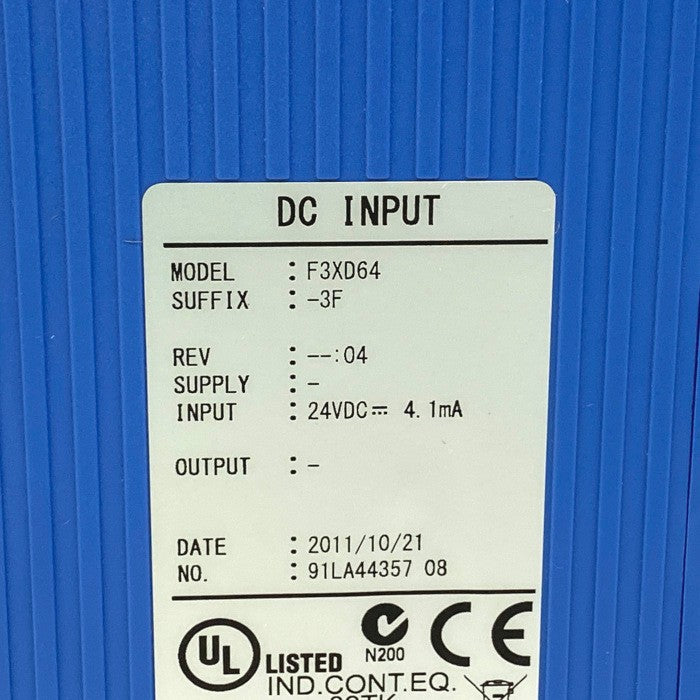 DC INPUT
MODEL : F3XD64
SUFFIX : -3F
REV : --:04
SUPPLY : -
INPUT : 24VDC⎓ 4.1mA
OUTPUT : -
DATE : 2011/10/21
NO. : 91LA44357 08
UL LISTED N200 CE
IND.CONT.EQ.